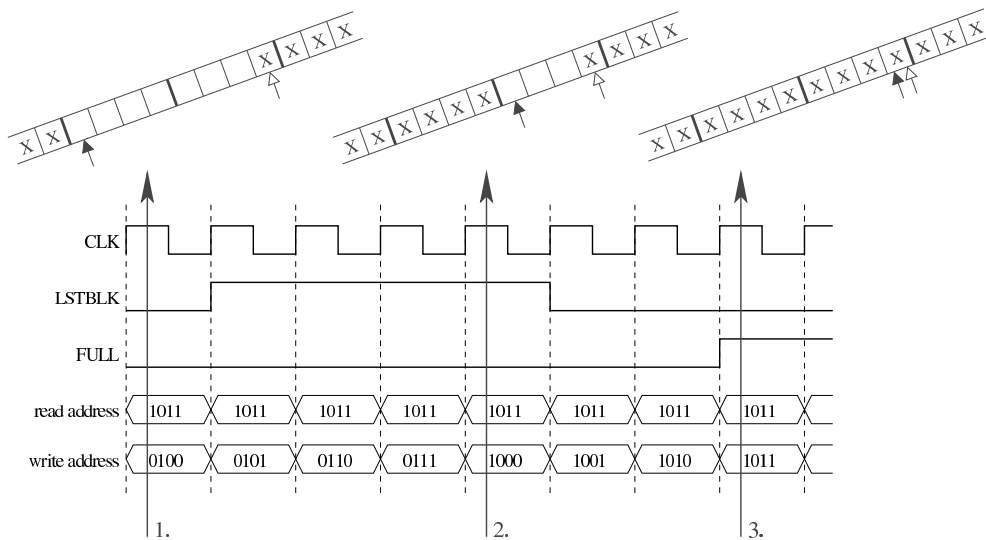 X X X X X X
X X X X X X X X X X
X X X X X X X X X X X X X
CLK
LSTBLK
FULL
read address 1011 1011 1011 1011 1011 1011 1011 1011
write address 0100 0101 0110 0111 1000 1001 1010 1011
1. 2. 3.